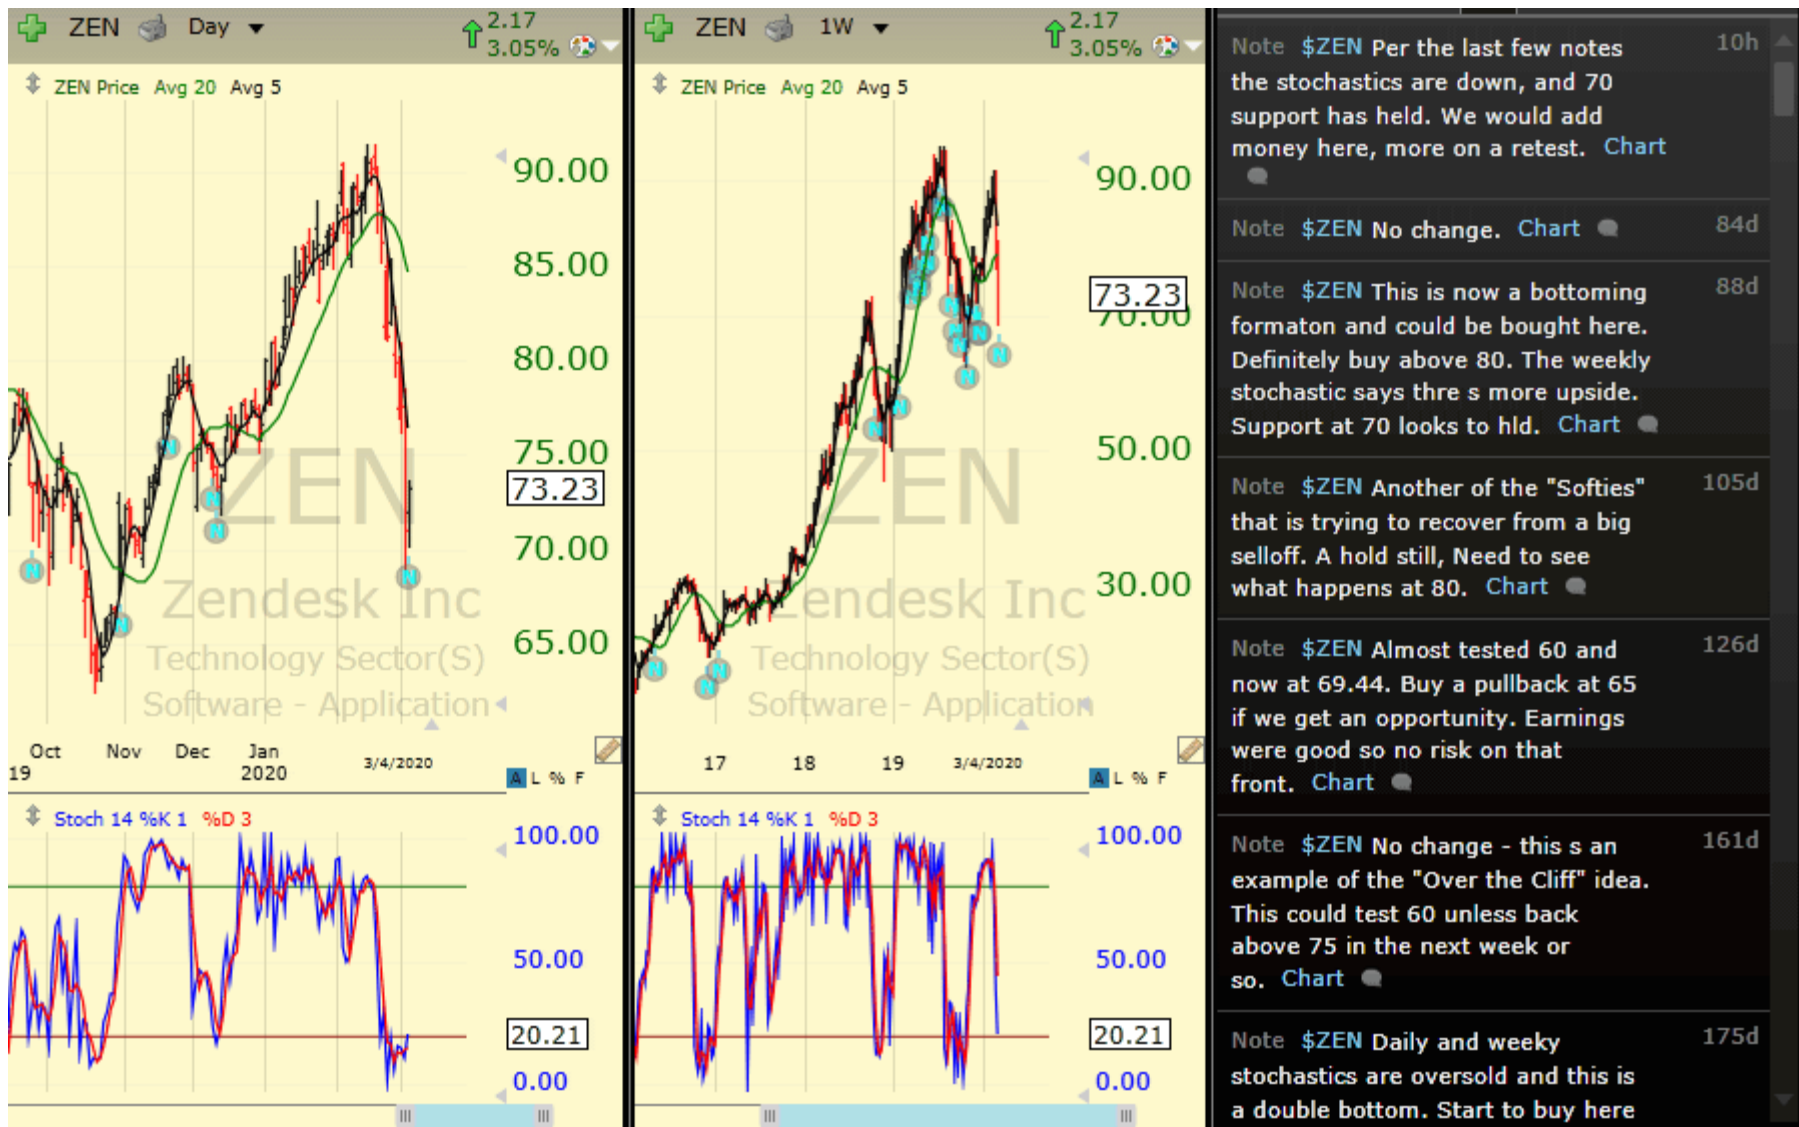 ZEN Day 2.17
3.05%
ZEN Price Avg 20 Avg 5
90.00
85.00
80.00
75.00
73.23
70.00
65.00
ZEN
Zendesk Inc
Technology Sector(S)
Software - Application
Oct Nov Dec Jan 3/4/2020
19 2020
A L % F
Stoch 14 %K 1 %D 3
100.00
50.00
20.21
0.00
ZEN 1W 2.17
3.05%
ZEN Price Avg 20 Avg 5
90.00
73.23
70.00
50.00
30.00
ZEN
Zendesk Inc
Technology Sector(S)
Software - Application
17 18 19 3/4/2020
A L % F
Stoch 14 %K 1 %D 3
100.00
50.00
20.21
0.00
Note $ZEN Per the last few notes 10h
the stochastics are down, and 70
support has held. We would add
money here, more on a retest. Chart
Note $ZEN No change. Chart 84d
Note $ZEN This is now a bottoming 88d
formaton and could be bought here.
Definitely buy above 80. The weekly
stochastic says thre s more upside.
Support at 70 looks to hld. Chart
Note $ZEN Another of the "Softies" 105d
that is trying to recover from a big
selloff. A hold still, Need to see
what happens at 80. Chart
Note $ZEN Almost tested 60 and 126d
now at 69.44. Buy a pullback at 65
if we get an opportunity. Earnings
were good so no risk on that
front. Chart
Note $ZEN No change - this s an 161d
example of the "Over the Cliff" idea.
This could test 60 unless back
above 75 in the next week or
so. Chart
Note $ZEN Daily and weeky 175d
stochastics are oversold and this is
a double bottom. Start to buy here